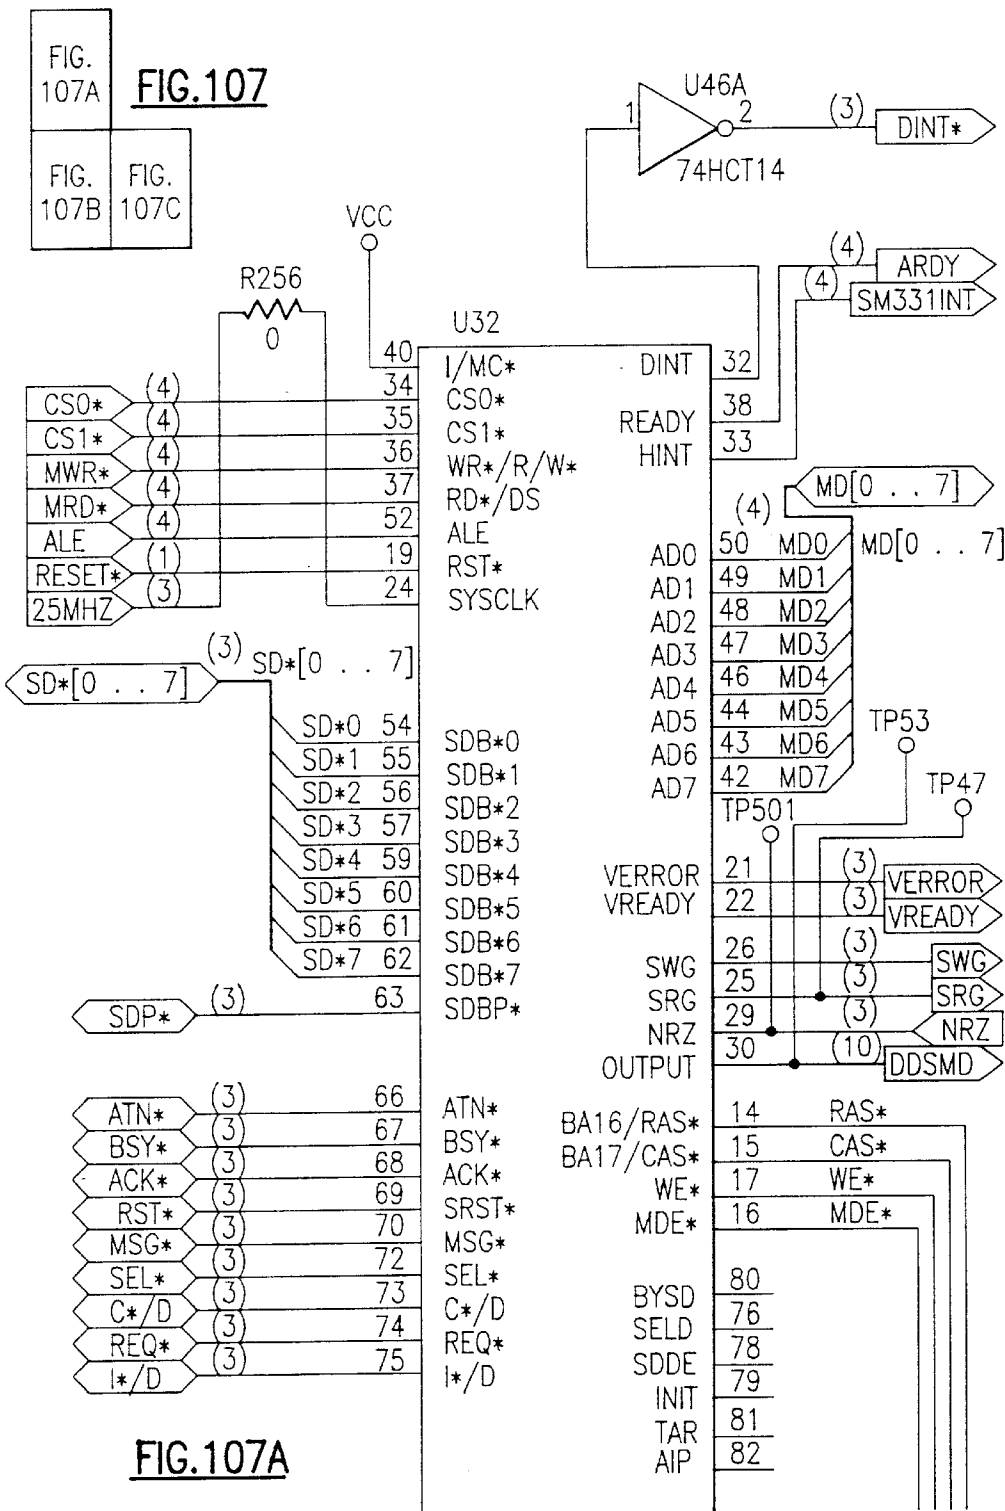 FIG.
107A
FIG.107
FIG.
107B
FIG.
107C
U46A
1
2
74HCT14
(3)
DINT*
VCC
R256
0
(4)
ARDY
(4)
SM331INT
U32
40
I/MC*
DINT
32
CS0*
(4)
34
CS0*
READY
38
CS1*
(4)
35
CS1*
HINT
33
MWR*
(4)
36
WR*/R/W*
MRD*
(4)
37
RD*/DS
ALE
(4)
52
ALE
RESET*
(1)
19
RST*
25MHZ
(3)
24
SYSCLK
MD[0 . . 7]
(4)
MD[0 . . 7]
AD0
50
MD0
AD1
49
MD1
AD2
48
MD2
AD3
47
MD3
AD4
46
MD4
AD5
44
MD5
AD6
43
MD6
AD7
42
MD7
SD*[0 . . 7]
(3)
SD*[0 . . 7]
SD*0
54
SDB*0
SD*1
55
SDB*1
SD*2
56
SDB*2
SD*3
57
SDB*3
SD*4
59
SDB*4
SD*5
60
SDB*5
SD*6
61
SDB*6
SD*7
62
SDB*7
SDP*
(3)
63
SDBP*
TP53
TP47
TP501
VERROR
21
(3)
VERROR
VREADY
22
(3)
VREADY
SWG
26
(3)
SWG
SRG
25
(3)
SRG
NRZ
29
(3)
NRZ
OUTPUT
30
(10)
DDSMD
ATN*
(3)
66
ATN*
BSY*
(3)
67
BSY*
ACK*
(3)
68
ACK*
RST*
(3)
69
SRST*
MSG*
(3)
70
MSG*
SEL*
(3)
72
SEL*
C*/D
(3)
73
C*/D
REQ*
(3)
74
REQ*
I*/D
(3)
75
I*/D
BA16/RAS*
14
RAS*
BA17/CAS*
15
CAS*
WE*
17
WE*
MDE*
16
MDE*
BYSD
80
SELD
76
SDDE
78
INIT
79
TAR
81
AIP
82
FIG.107A